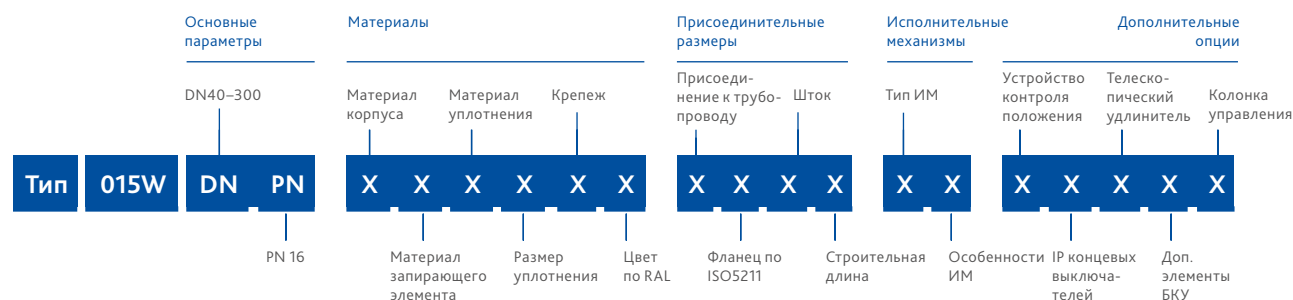 Основные
параметры
Материалы
Присоединительные
размеры
Исполнительные
механизмы
Дополнительные
опции
DN40–300
Материал
корпуса
Материал
уплотнения
Крепеж
Присоеди-
нение к трубо-
проводу
Шток
Тип ИМ
Устройство
контроля
положения
Телеско-
пический
удлинитель
Колонка
управления
Тип 015W DN PN X X X X X X X X X X X X X X X X X
PN 16
Материал
запирающего
элемента
Размер
уплотнения
Цвет
по RAL
Фланец по
ISO5211
Строительная
длина
Особенности
ИМ
IP концевых
выключа-
телей
Доп.
элементы
БКУ